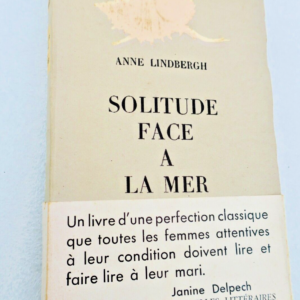 ANNE LINDBERGH
SOLITUDE
FACE
A
LA MER
Un livre d'une perfection classique
que toutes les femmes attentives
à leur condition doivent lire et
faire lire à leur mari.
Janine Delpech
LITTÉRAIRES